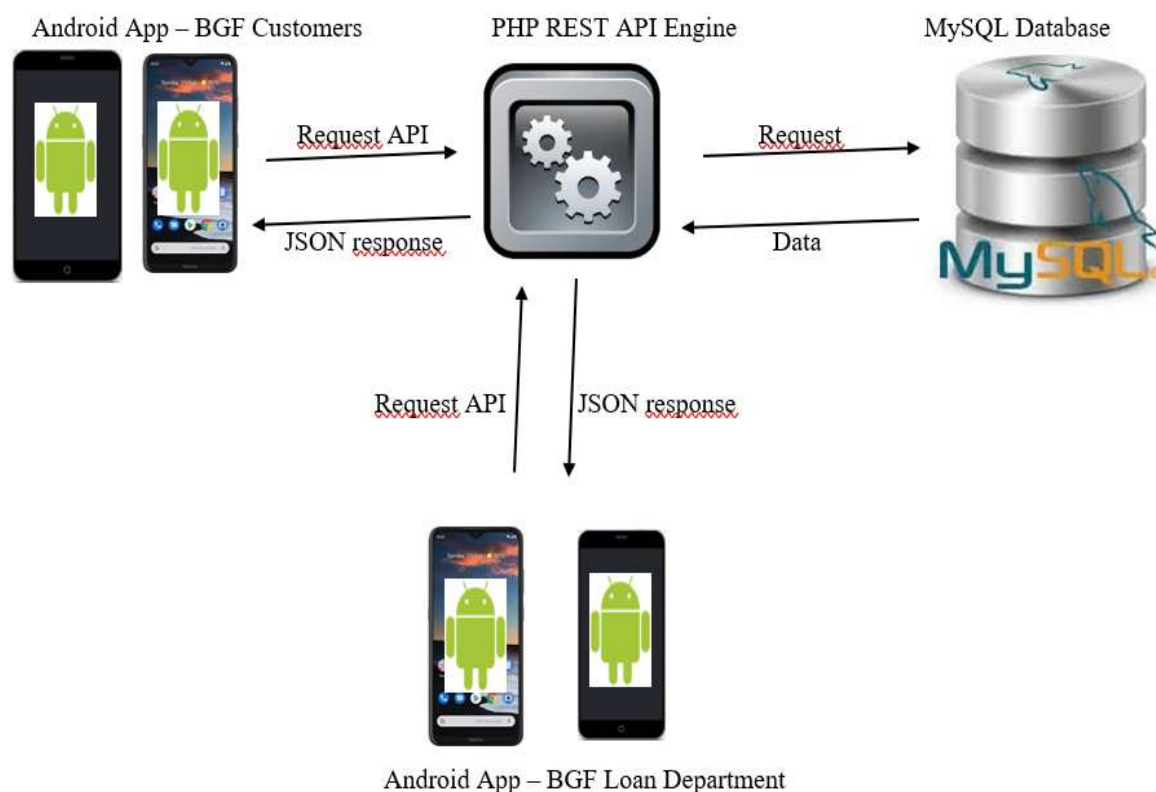 Android App – BGF Customers
PHP REST API Engine
MySQL Database
Request API
Request
JSON response
Data
MySQL
Request API
JSON response
Android App – BGF Loan Department